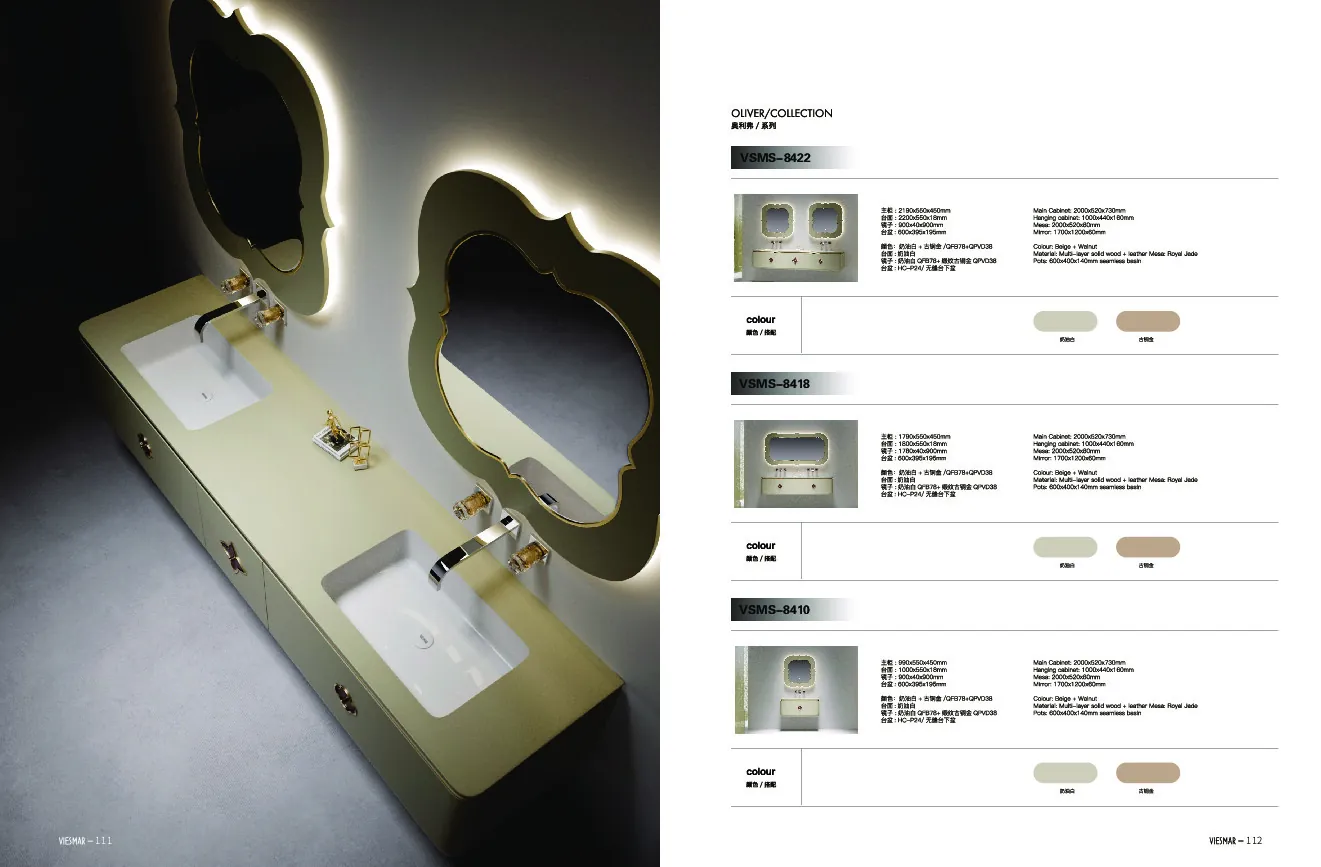 OLIVER/COLLECTION
奥利弗 / 系列
VSMS-8422
主柜 : 2190x550x450mm
台面 : 2200x550x18mm
镜子 : 900x40x900mm
台盆 : 600x395x195mm
颜色: 奶油白 + 古铜金 /QFB78+QPVD38
台面 : 奶油白
镜子 : 奶油白 QFB78+ 缎纹古铜金 QPVD38
台盆 : HC-P24/ 无缝台下盆
Main Cabinet: 2000x520x730mm
Hanging cabinet: 1000x440x160mm
Mesa: 2000x520x80mm
Mirror: 1700x1200x60mm
Colour: Beige + Walnut
Material: Multi-layer solid wood + leather Mesa: Royal Jade
Pots: 600x400x140mm seamless basin
colour
颜色 / 搭配
奶油白
古铜金
VSMS-8418
主柜 : 1790x550x450mm
台面 : 1800x550x18mm
镜子 : 1780x40x900mm
台盆 : 600x395x195mm
颜色: 奶油白 + 古铜金 /QFB78+QPVD38
台面 : 奶油白
镜子 : 奶油白 QFB78+ 缎纹古铜金 QPVD38
台盆 : HC-P24/ 无缝台下盆
Main Cabinet: 2000x520x730mm
Hanging cabinet: 1000x440x160mm
Mesa: 2000x520x80mm
Mirror: 1700x1200x60mm
Colour: Beige + Walnut
Material: Multi-layer solid wood + leather Mesa: Royal Jade
Pots: 600x400x140mm seamless basin
colour
颜色 / 搭配
奶油白
古铜金
VSMS-8410
主柜 : 990x550x450mm
台面 : 1000x550x18mm
镜子 : 900x40x900mm
台盆 : 600x395x195mm
颜色: 奶油白 + 古铜金 /QFB78+QPVD38
台面 : 奶油白
镜子 : 奶油白 QFB78+ 缎纹古铜金 QPVD38
台盆 : HC-P24/ 无缝台下盆
Main Cabinet: 2000x520x730mm
Hanging cabinet: 1000x440x160mm
Mesa: 2000x520x80mm
Mirror: 1700x1200x60mm
Colour: Beige + Walnut
Material: Multi-layer solid wood + leather Mesa: Royal Jade
Pots: 600x400x140mm seamless basin
colour
颜色 / 搭配
奶油白
古铜金
VIESMAR — 111
VIESMAR — 112